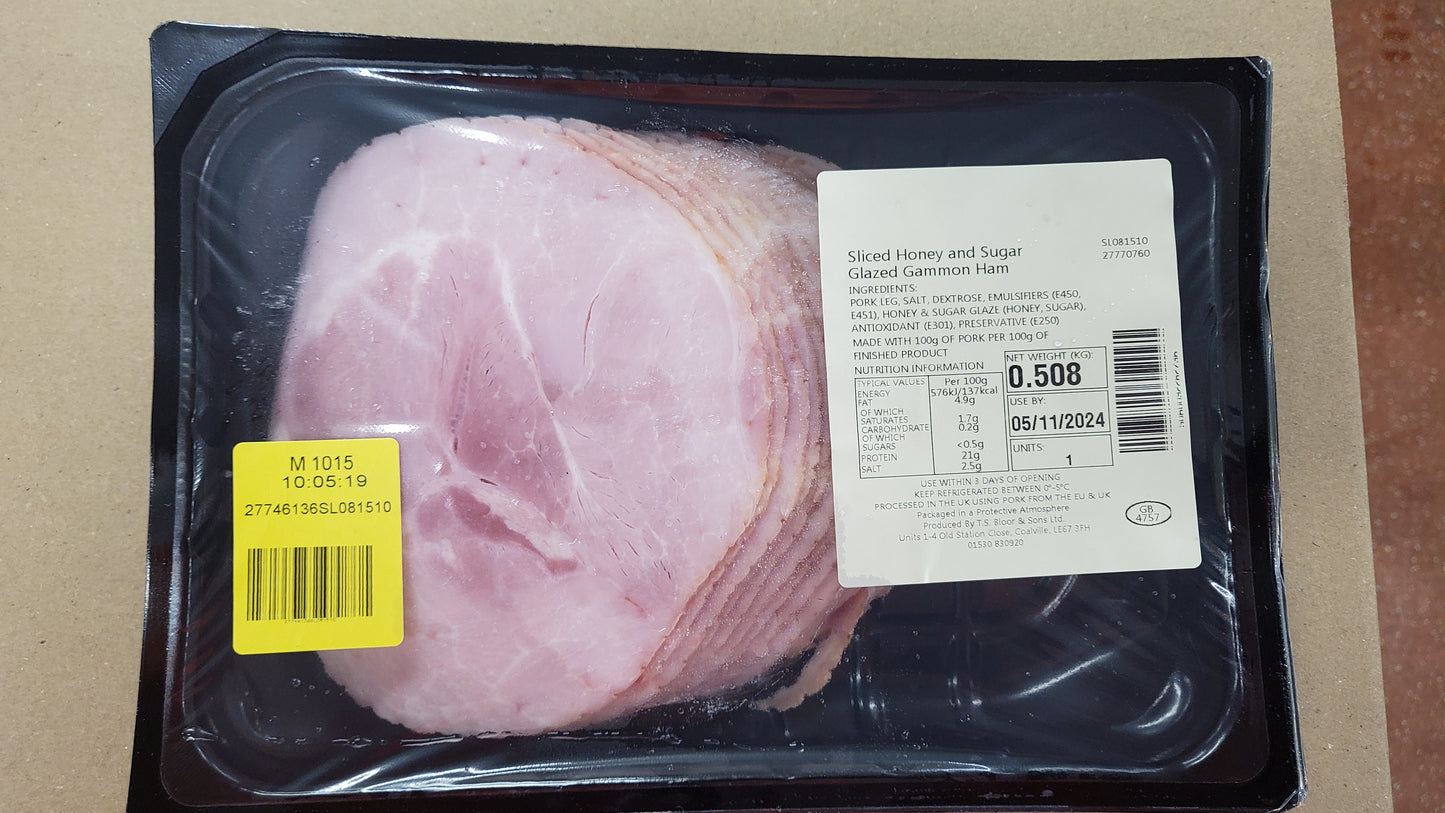 M 1015
10:05:19
27746136SL081510
Sliced Honey and Sugar
Glazed Gammon Ham
SL081510
27770760
INGREDIENTS:
PORK LEG, SALT, DEXTROSE, EMULSIFIERS (E450,
E451), HONEY & SUGAR GLAZE (HONEY, SUGAR),
ANTIOXIDANT (E301), PRESERVATIVE (E250)
MADE WITH 100g OF PORK PER 100g OF
FINISHED PRODUCT
NUTRITION INFORMATION
TYPICAL VALUES Per 100g
ENERGY 576kJ/137kcal
FAT 4.9g
OF WHICH
SATURATES 1.7g
CARBOHYDRATE 0.2g
OF WHICH
SUGARS <0.5g
PROTEIN 21g
SALT 2.5g
NET WEIGHT (KG):
0.508
USE BY:
05/11/2024
UNITS:
1
USE WITHIN 3 DAYS OF OPENING
KEEP REFRIGERATED BETWEEN 0°-5°C
PROCESSED IN THE UK USING PORK FROM THE EU & UK
Packaged in a Protective Atmosphere
Produced By T.S. Bloor & Sons Ltd.
Units 1-4 Old Station Close, Coalville, LE67 3FH
01530 830920
GB
4757